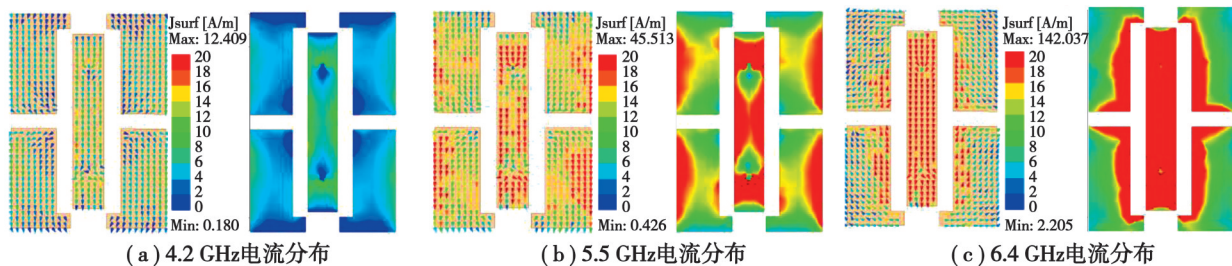 Jsurf [A/m]
Max: 12.409
20
18
16
14
12
10
8
6
4
2
0
Min: 0.180
(a) 4.2 GHz电流分布
Jsurf [A/m]
Max: 45.513
20
18
16
14
12
10
8
6
4
2
0
Min: 0.426
(b) 5.5 GHz电流分布
Jsurf [A/m]
Max: 142.037
20
18
16
14
12
10
8
6
4
2
0
Min: 2.205
(c) 6.4 GHz电流分布